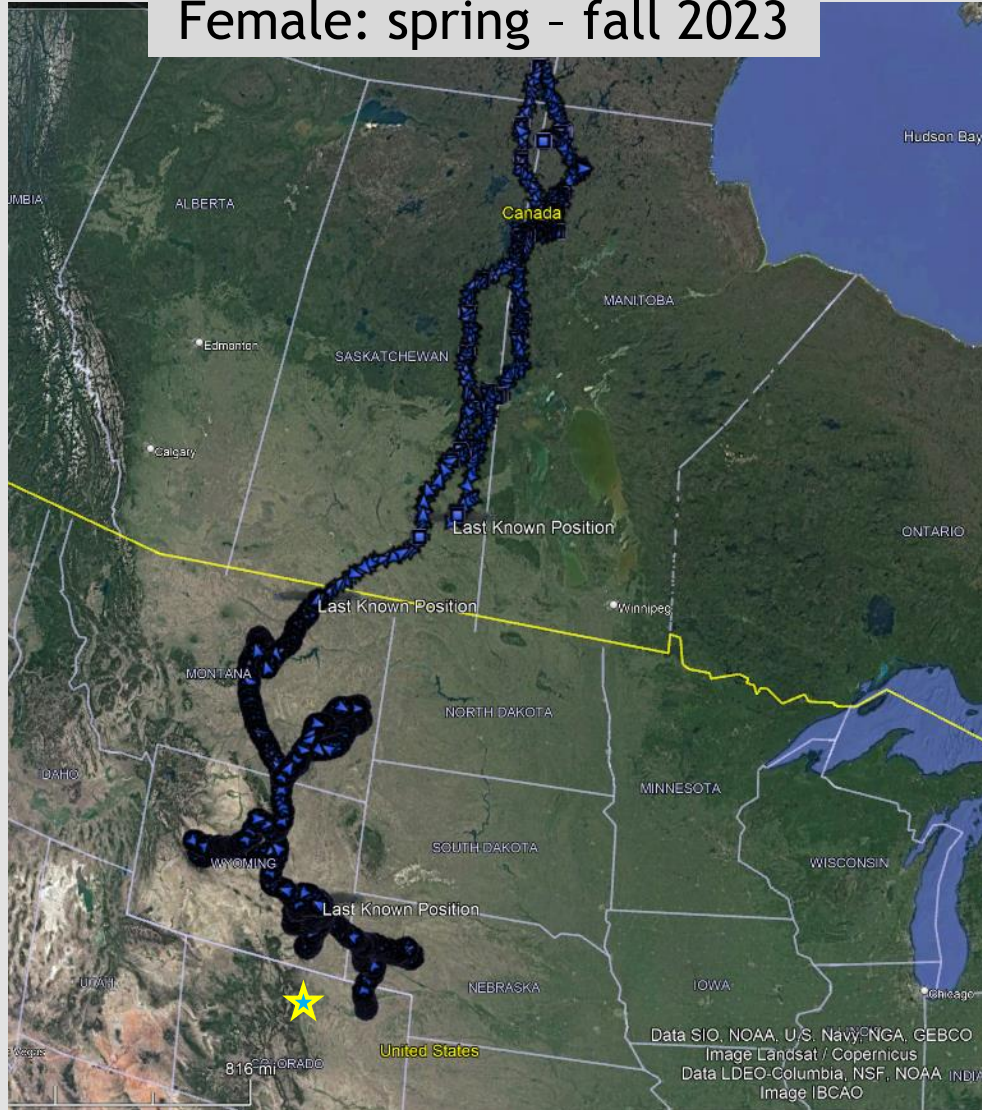 Female: spring – fall 2023
Hudson Bay
UMBIA
ALBERTA
Canada
MANITOBA
Edmonton
SASKATCHEWAN
Calgary
Last Known Position
ONTARIO
Last Known Position
Winnipeg
MONTANA
NORTH DAKOTA
IDAHO
MINNESOTA
WYOMING
SOUTH DAKOTA
WISCONSIN
Last Known Position
UTAH
NEBRASKA
IOWA
Chicago
Vegas
COLORADO
816 mi
United States
Data SIO, NOAA, U.S. Navy, NGA, GEBCO
Image Landsat / Copernicus
Data LDEO-Columbia, NSF, NOAA
INDIA
Image IBCAO